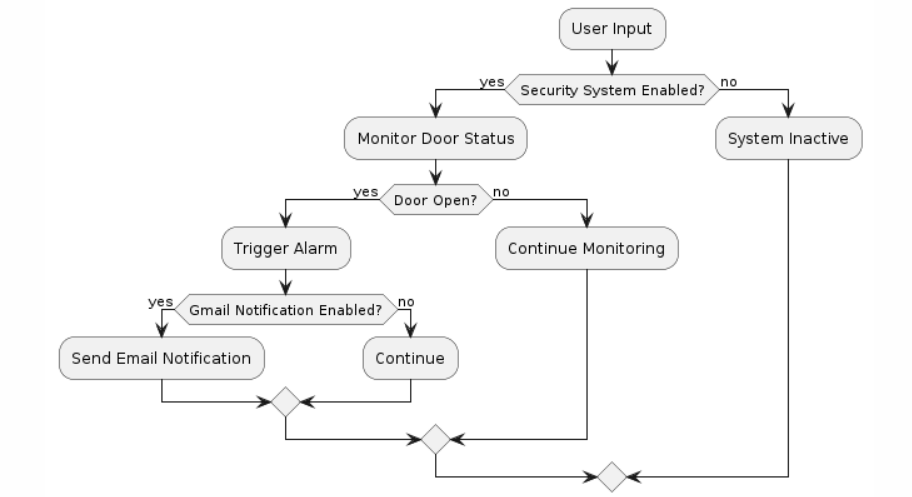 User Input
yes
Security System Enabled?
no
Monitor Door Status
System Inactive
yes
Door Open?
no
Trigger Alarm
Continue Monitoring
yes
Gmail Notification Enabled?
no
Send Email Notification
Continue